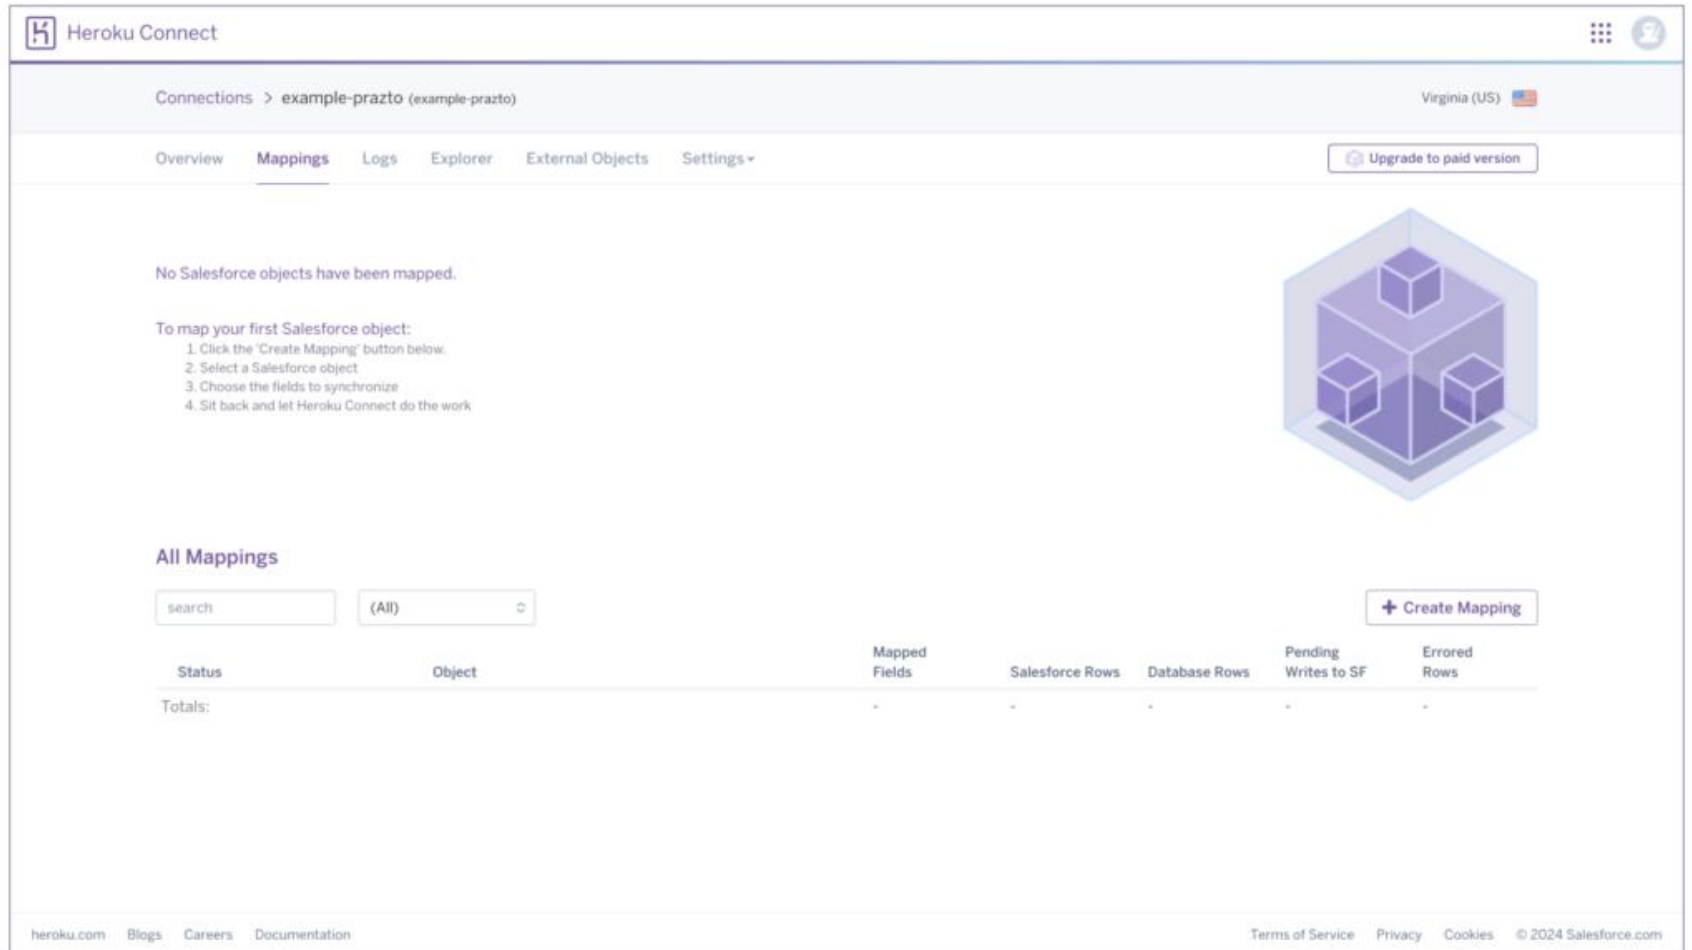 Heroku Connect
Connections > example-prazto (example-prazto)
Virginia (US)
Overview Mappings Logs Explorer External Objects Settings
Upgrade to paid version
No Salesforce objects have been mapped.
To map your first Salesforce object:
1. Click the 'Create Mapping' button below.
2. Select a Salesforce object
3. Choose the fields to synchronize
4. Sit back and let Heroku Connect do the work
All Mappings
search (All) + Create Mapping
Status Object Mapped Fields Salesforce Rows Database Rows Pending Writes to SF Errored Rows
Totals: - - - - -
heroku.com Blogs Careers Documentation Terms of Service Privacy Cookies © 2024 Salesforce.com